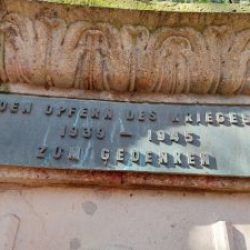 DEN OPFERN DES KRIEGES
1939 – 1945
ZUM GEDENKEN